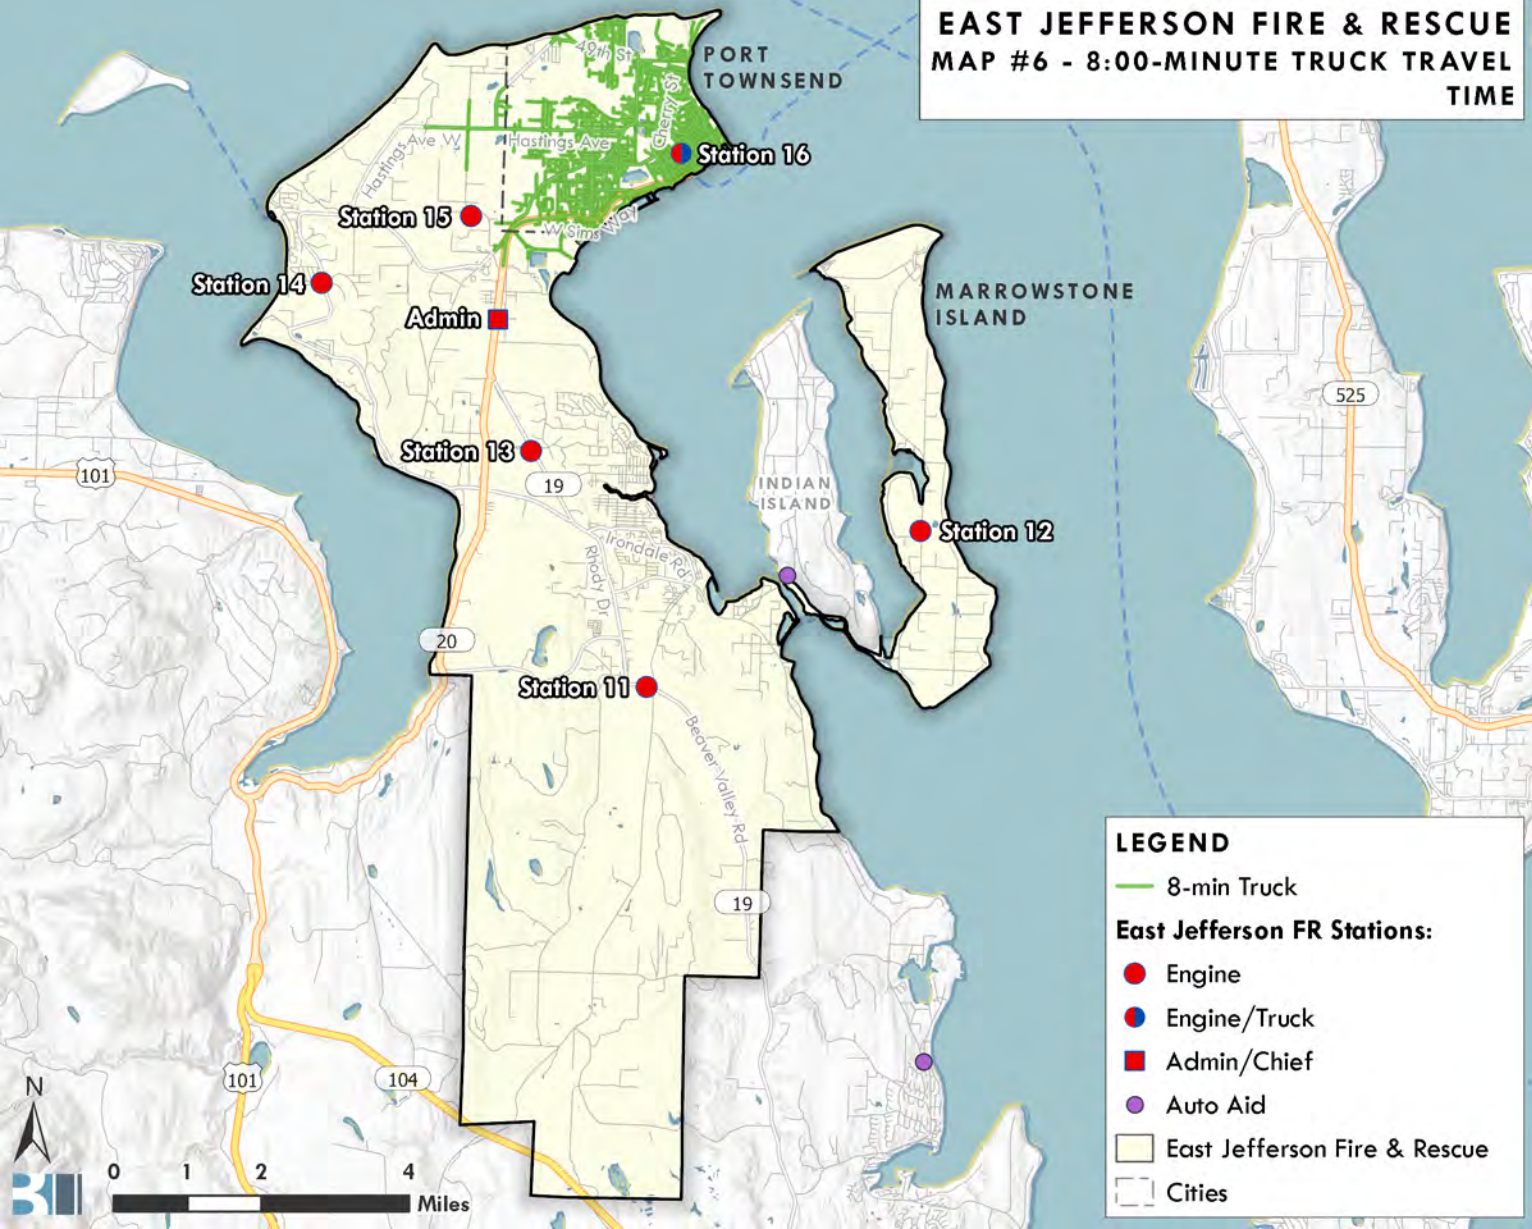 EAST JEFFERSON FIRE & RESCUE
MAP #6 - 8:00-MINUTE TRUCK TRAVEL
TIME
PORT
TOWNSEND
49th St
Cherry St
Hastings Ave W
Hastings Ave
Station 16
Station 15
W Sims Way
Station 14
Admin
MARROWSTONE
ISLAND
525
Station 13
101
19
INDIAN
ISLAND
Station 12
Irondale Rd
Rhody Dr
20
Station 11
Beaver Valley Rd
19
101
104
N
0 1 2 4
Miles
LEGEND
8-min Truck
East Jefferson FR Stations:
Engine
Engine/Truck
Admin/Chief
Auto Aid
East Jefferson Fire & Rescue
Cities